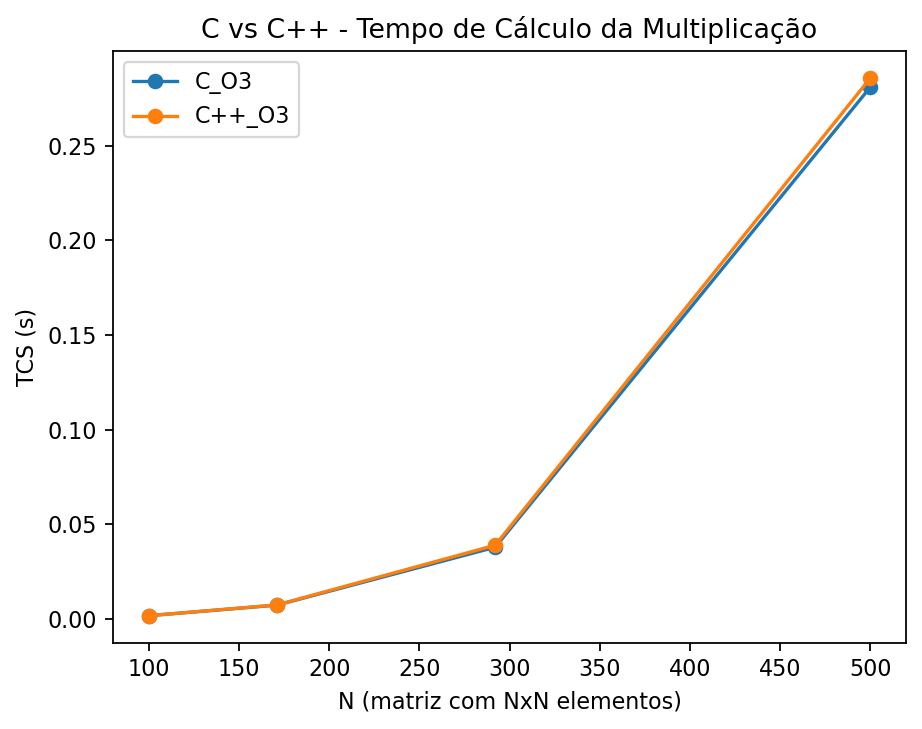 C vs C++ - Tempo de Cálculo da Multiplicação
C_O3
C++_O3
TCS (s)
0.25
0.20
0.15
0.10
0.05
0.00
100 150 200 250 300 350 400 450 500
N (matriz com NxN elementos)